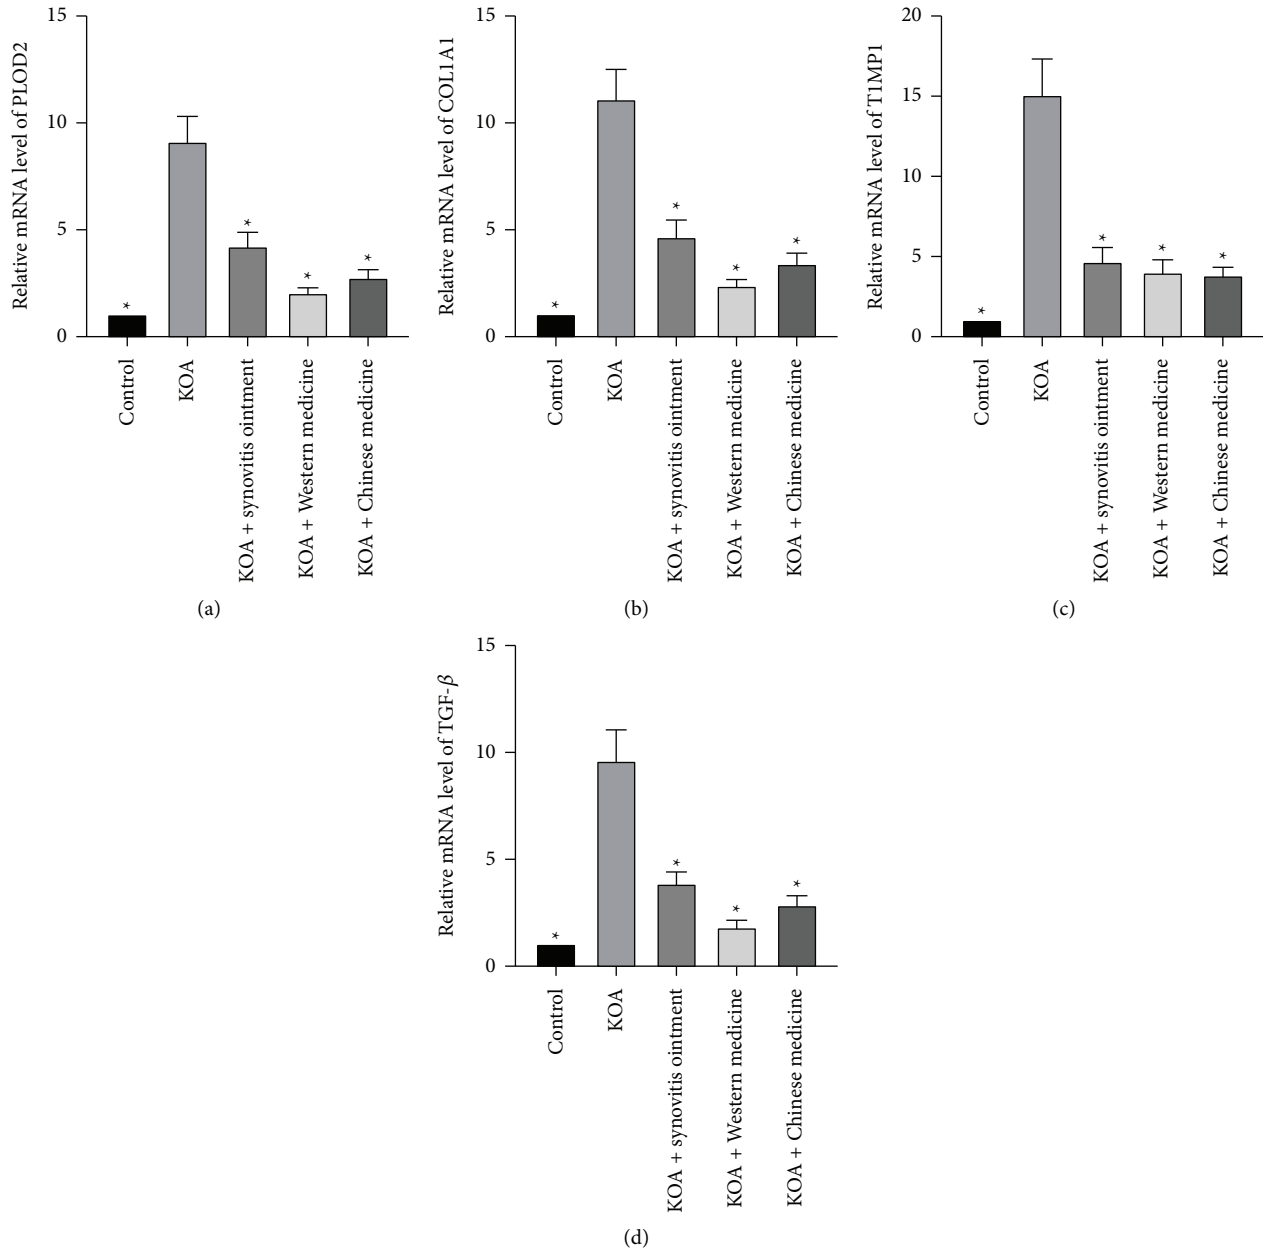 Relative mRNA level of PLOD2
15
10
5
0
*
*
*
*
Control
KOA
KOA + synovitis ointment
KOA + Western medicine
KOA + Chinese medicine
(a)
Relative mRNA level of COL1A1
15
10
5
0
*
*
*
*
Control
KOA
KOA + synovitis ointment
KOA + Western medicine
KOA + Chinese medicine
(b)
Relative mRNA level of T1MP1
20
15
10
5
0
*
*
*
*
Control
KOA
KOA + synovitis ointment
KOA + Western medicine
KOA + Chinese medicine
(c)
Relative mRNA level of TGF-β
15
10
5
0
*
*
*
*
Control
KOA
KOA + synovitis ointment
KOA + Western medicine
KOA + Chinese medicine
(d)